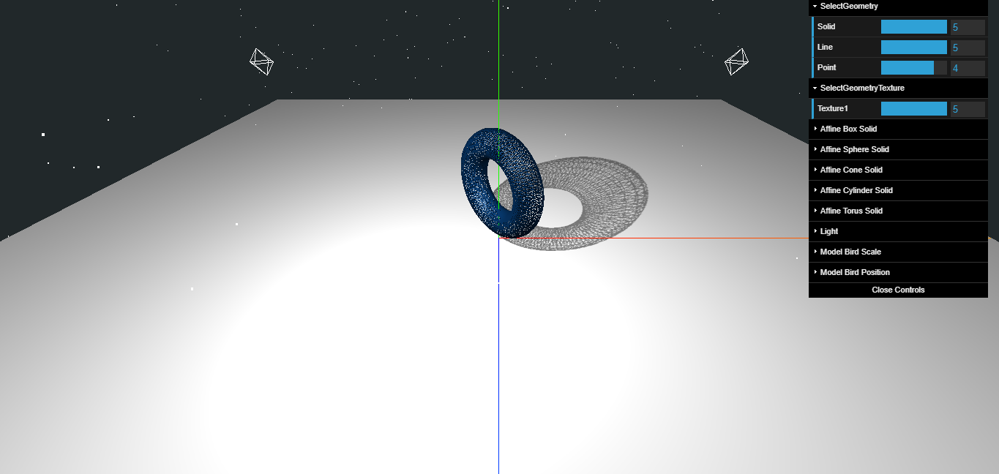 SelectGeometry
Solid 5
Line 5
Point 4
SelectGeometryTexture
Texture1 5
Affine Box Solid
Affine Sphere Solid
Affine Cone Solid
Affine Cylinder Solid
Affine Torus Solid
Light
Model Bird Scale
Model Bird Position
Close Controls